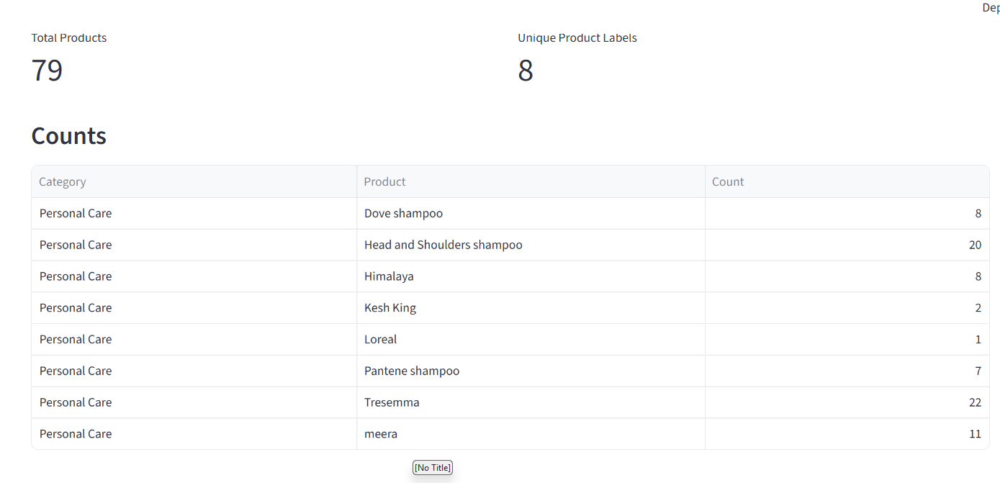 Dep
Total Products
Unique Product Labels
79
8
Counts
Category Product Count
Personal Care Dove shampoo 8
Personal Care Head and Shoulders shampoo 20
Personal Care Himalaya 8
Personal Care Kesh King 2
Personal Care Loreal 1
Personal Care Pantene shampoo 7
Personal Care Tresemma 22
Personal Care meera 11
[No Title]